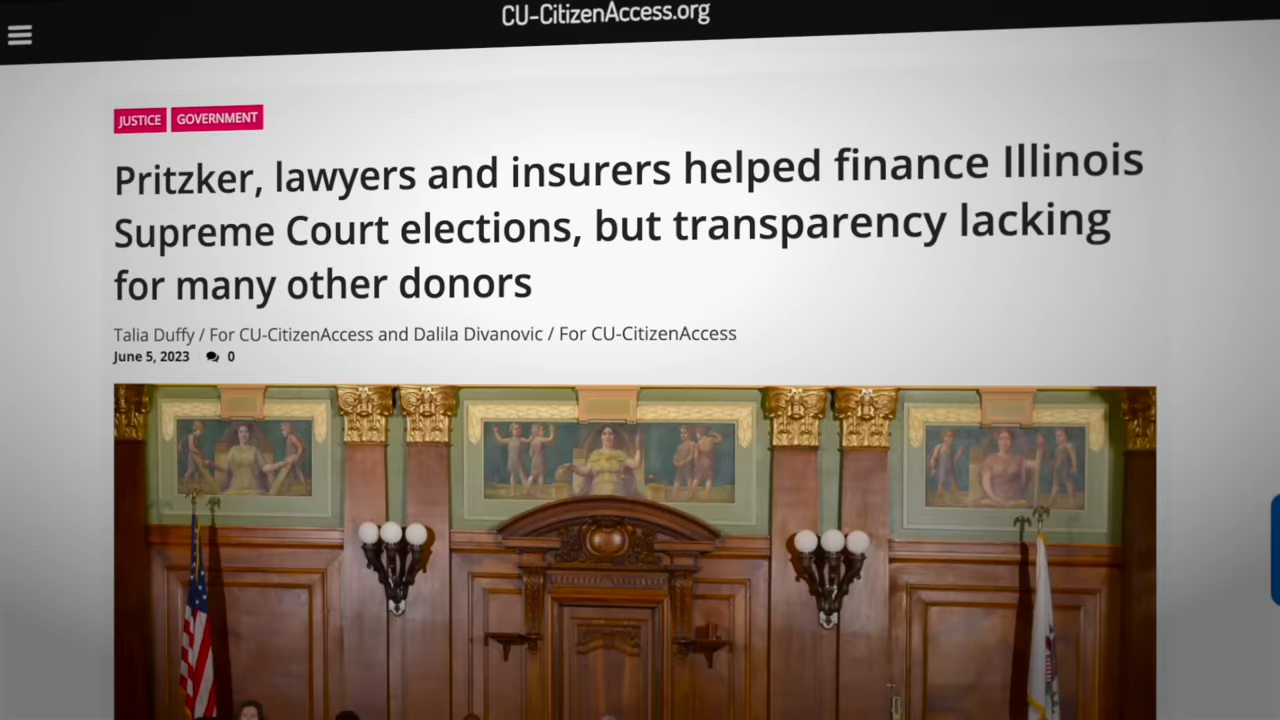 CU-CitizenAccess.org
JUSTICE GOVERNMENT
Pritzker, lawyers and insurers helped finance Illinois
Supreme Court elections, but transparency lacking
for many other donors
Talia Duffy / For CU-CitizenAccess and Dalila Divanovic / For CU-CitizenAccess
June 5, 2023 0